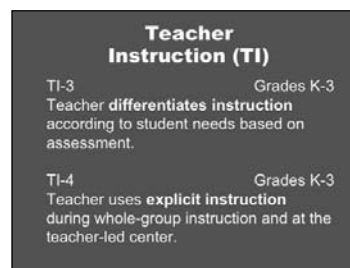 Teacher
Instruction (TI)
TI-3 Grades K-3
Teacher differentiates instruction
according to student needs based on
assessment.
TI-4 Grades K-3
Teacher uses explicit instruction
during whole-group instruction and at the
teacher-led center.